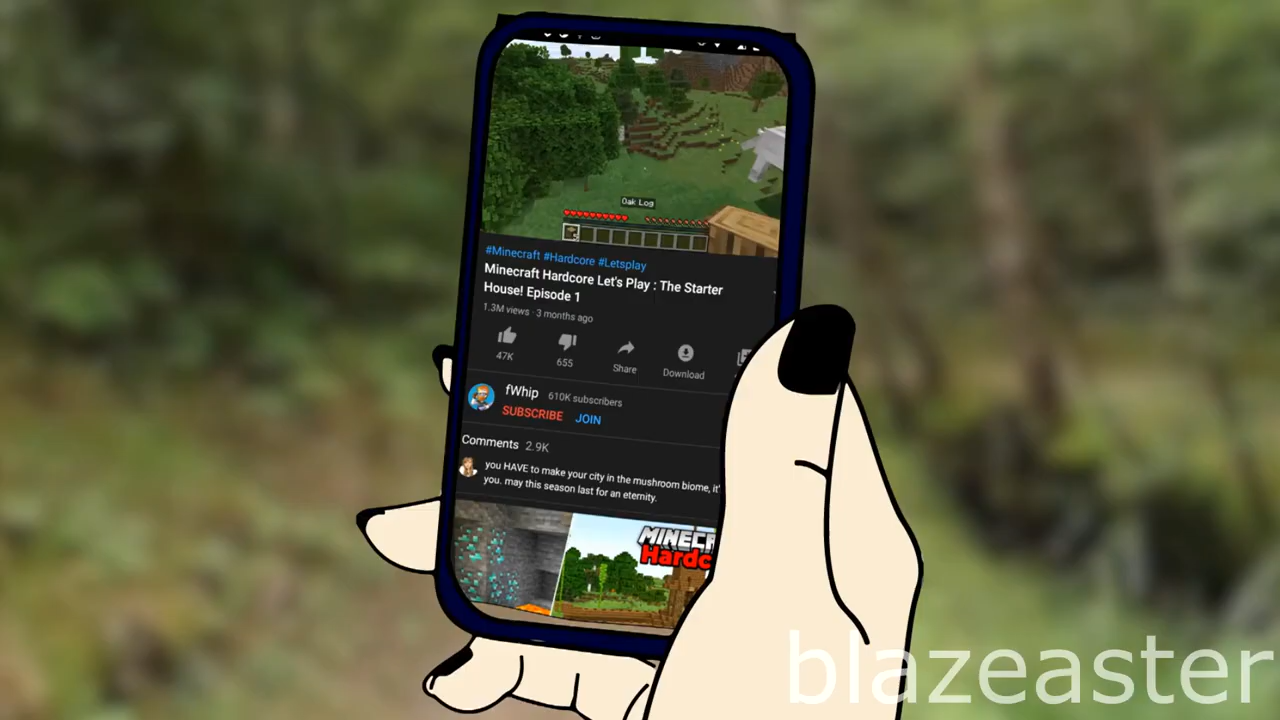 Oak Log
#Minecraft #Hardcore #Letsplay
Minecraft Hardcore Let's Play : The Starter
House! Episode 1
1.3M views · 3 months ago
47K
655
Share
Download
fWhip 610K subscribers
SUBSCRIBE JOIN
Comments 2.9K
you HAVE to make your city in the mushroom biome, it'
you. may this season last for an eternity.
MINECR
Hardc
blazeaster